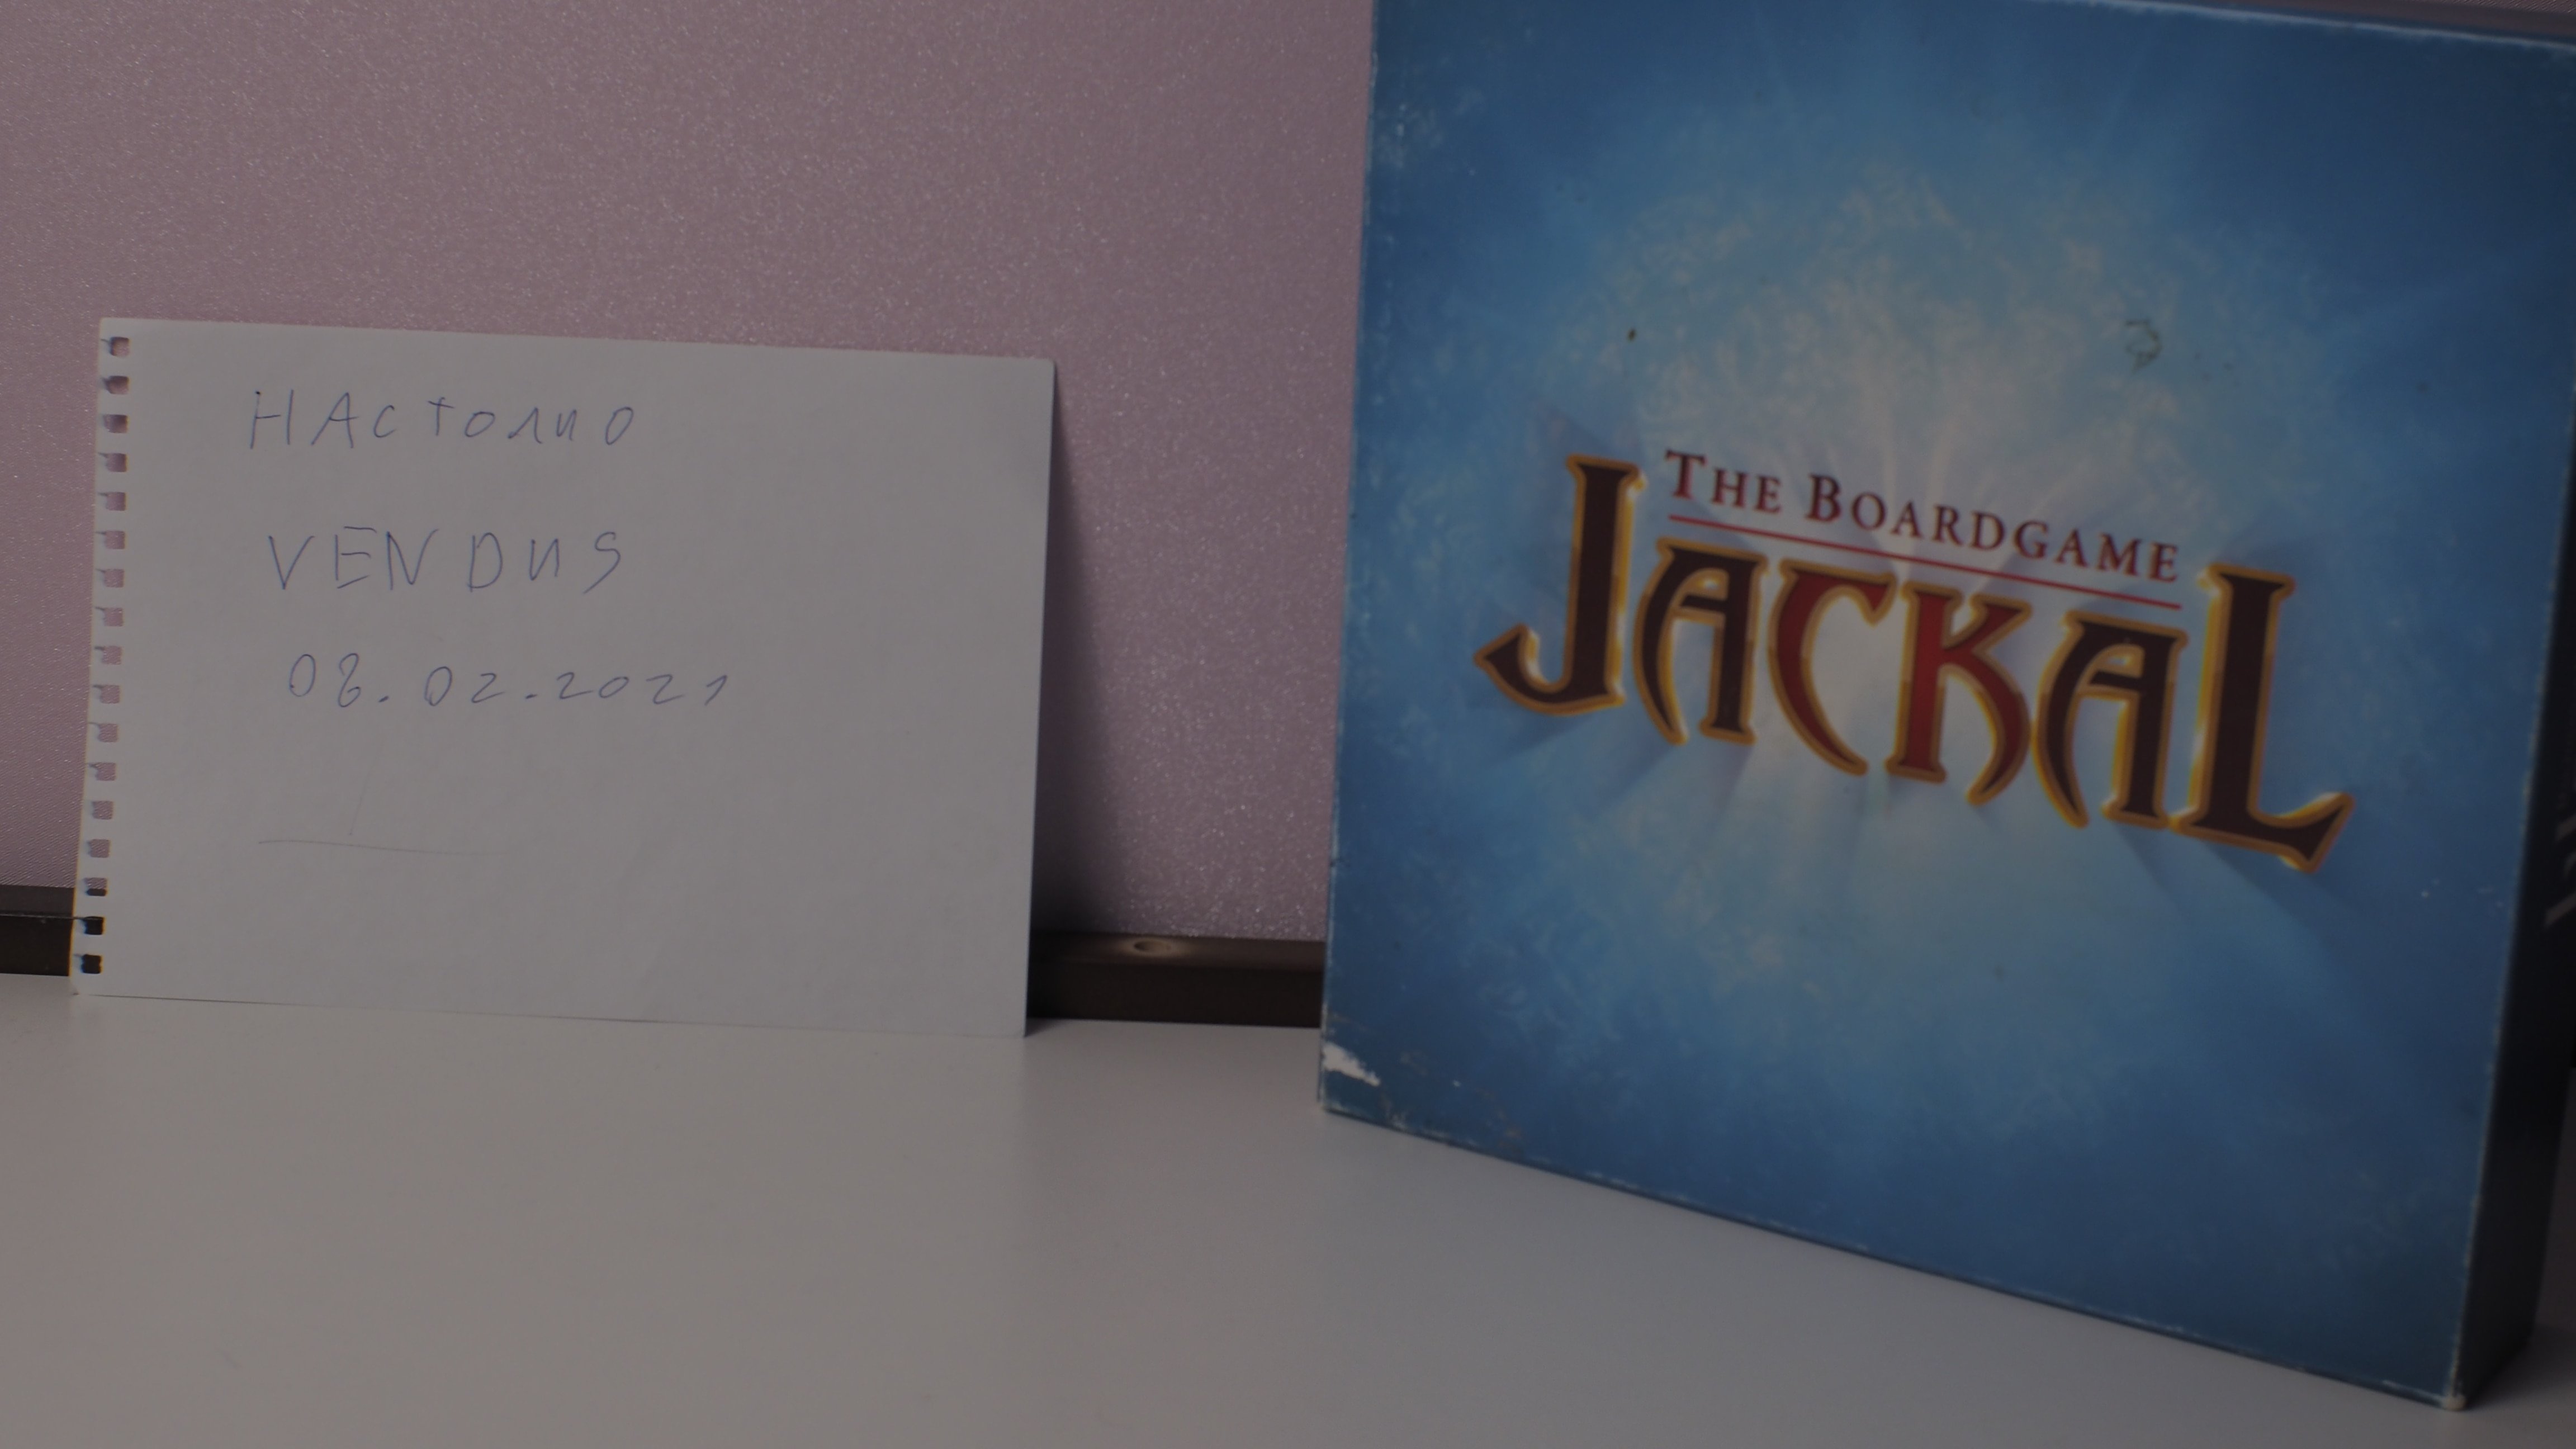 НАСТОЛИО
VENDUS
08.02.2021
THE BOARDGAME
JACKAL